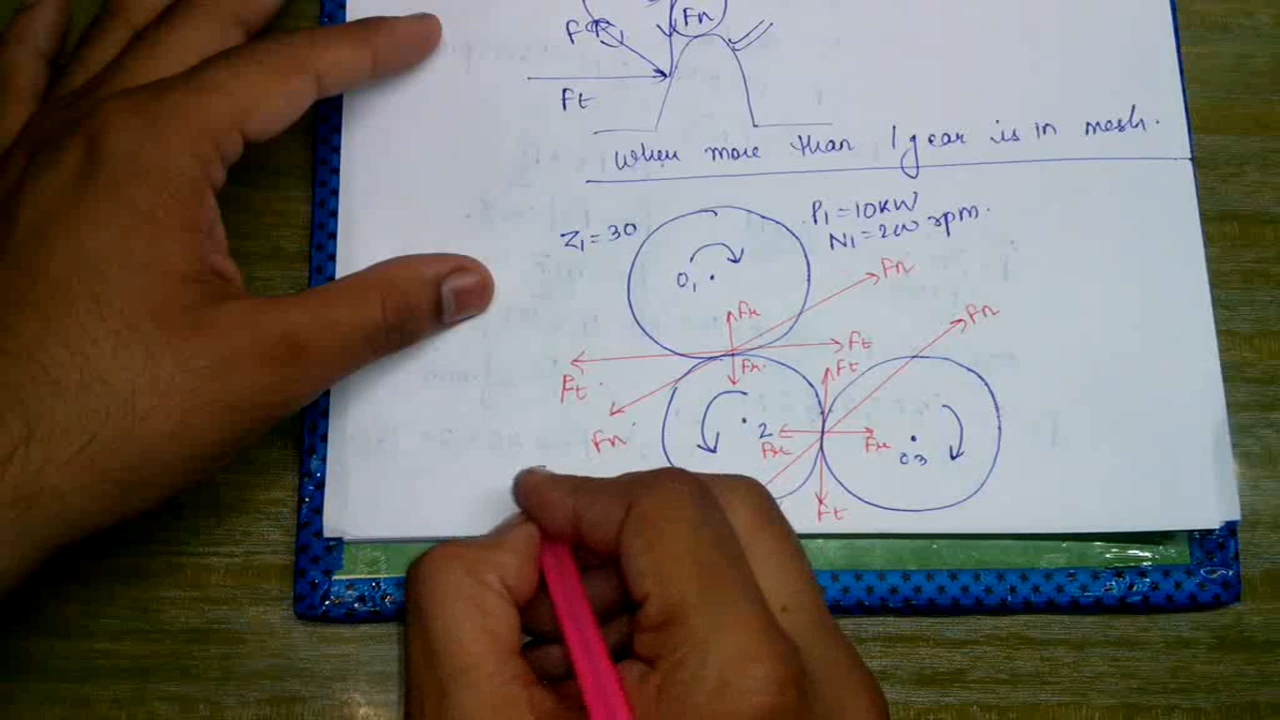 Fn
Ft
When more than 1 gear is in mesh.
P1 = 10KW
Z1 = 30
N1 = 200 rpm.
O1
Fn
Fr
Fn
Ft
Ft
Fr
Ft
Fn
2
Fr
Fr
O3
Ft